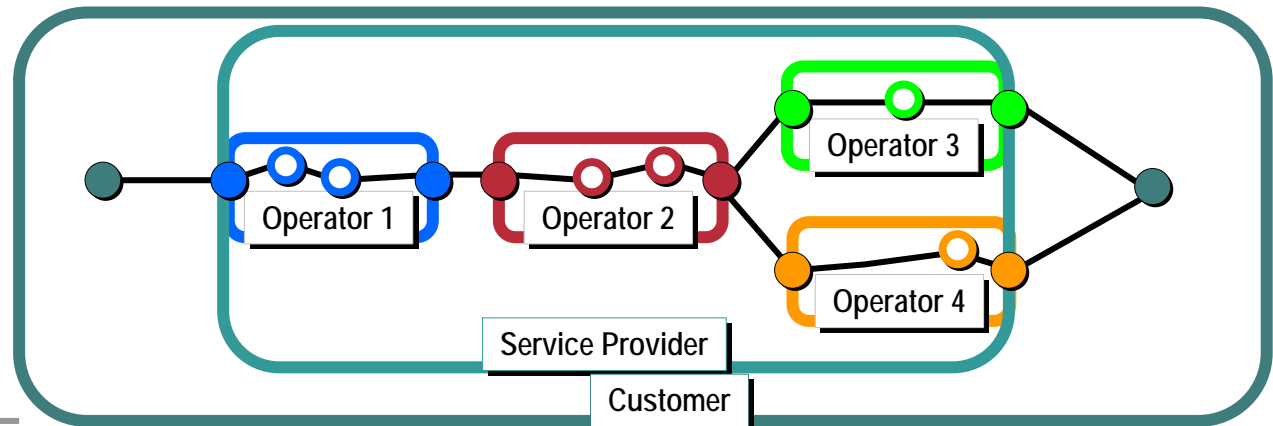 Operator 3
Operator 1
Operator 2
Operator 4
Service Provider
Customer